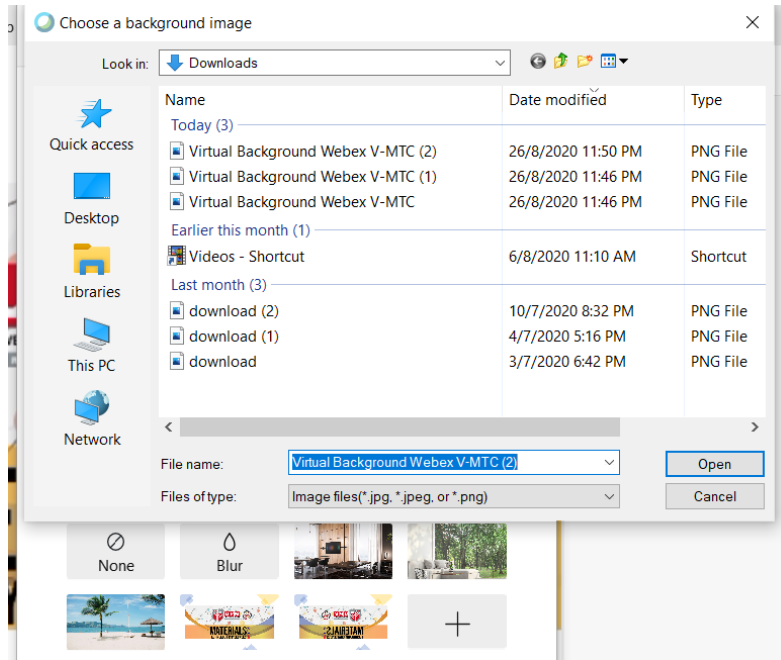 Choose a background image
Look in: Downloads
Name Date modified Type
Today (3)
Virtual Background Webex V-MTC (2) 26/8/2020 11:50 PM PNG File
Virtual Background Webex V-MTC (1) 26/8/2020 11:46 PM PNG File
Virtual Background Webex V-MTC 26/8/2020 11:46 PM PNG File
Earlier this month (1)
Videos - Shortcut 6/8/2020 11:10 AM Shortcut
Last month (3)
download (2) 10/7/2020 8:32 PM PNG File
download (1) 4/7/2020 5:16 PM PNG File
download 3/7/2020 6:42 PM PNG File
Quick access
Desktop
Libraries
This PC
Network
File name: Virtual Background Webex V-MTC (2) Open
Files of type: Image files(*.jpg, *.jpeg, or *.png) Cancel
None
Blur
MATERIALS